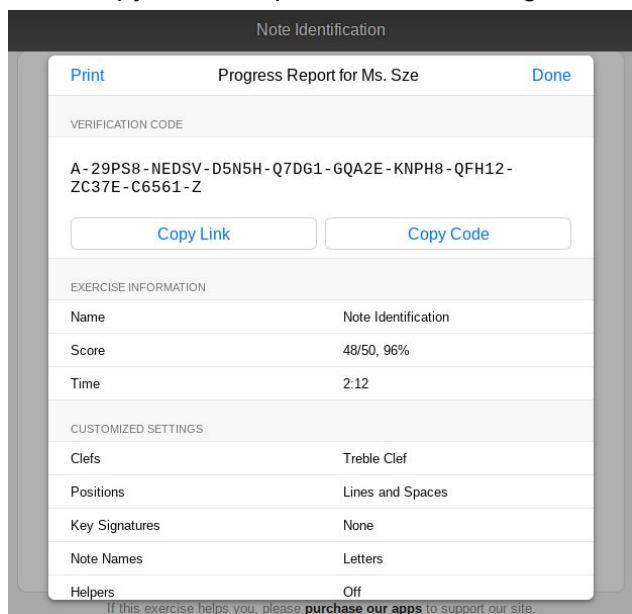 Note Identification
Print Progress Report for Ms. Sze Done
VERIFICATION CODE
A-29PS8-NEDSV-D5N5H-Q7DG1-GQA2E-KNPH8-QFH12-
ZC37E-C6561-Z
Copy Link Copy Code
EXERCISE INFORMATION
Name Note Identification
Score 48/50, 96%
Time 2:12
CUSTOMIZED SETTINGS
Clefs Treble Clef
Positions Lines and Spaces
Key Signatures None
Note Names Letters
Helpers Off
If this exercise helps you, please purchase our apps to support our site.